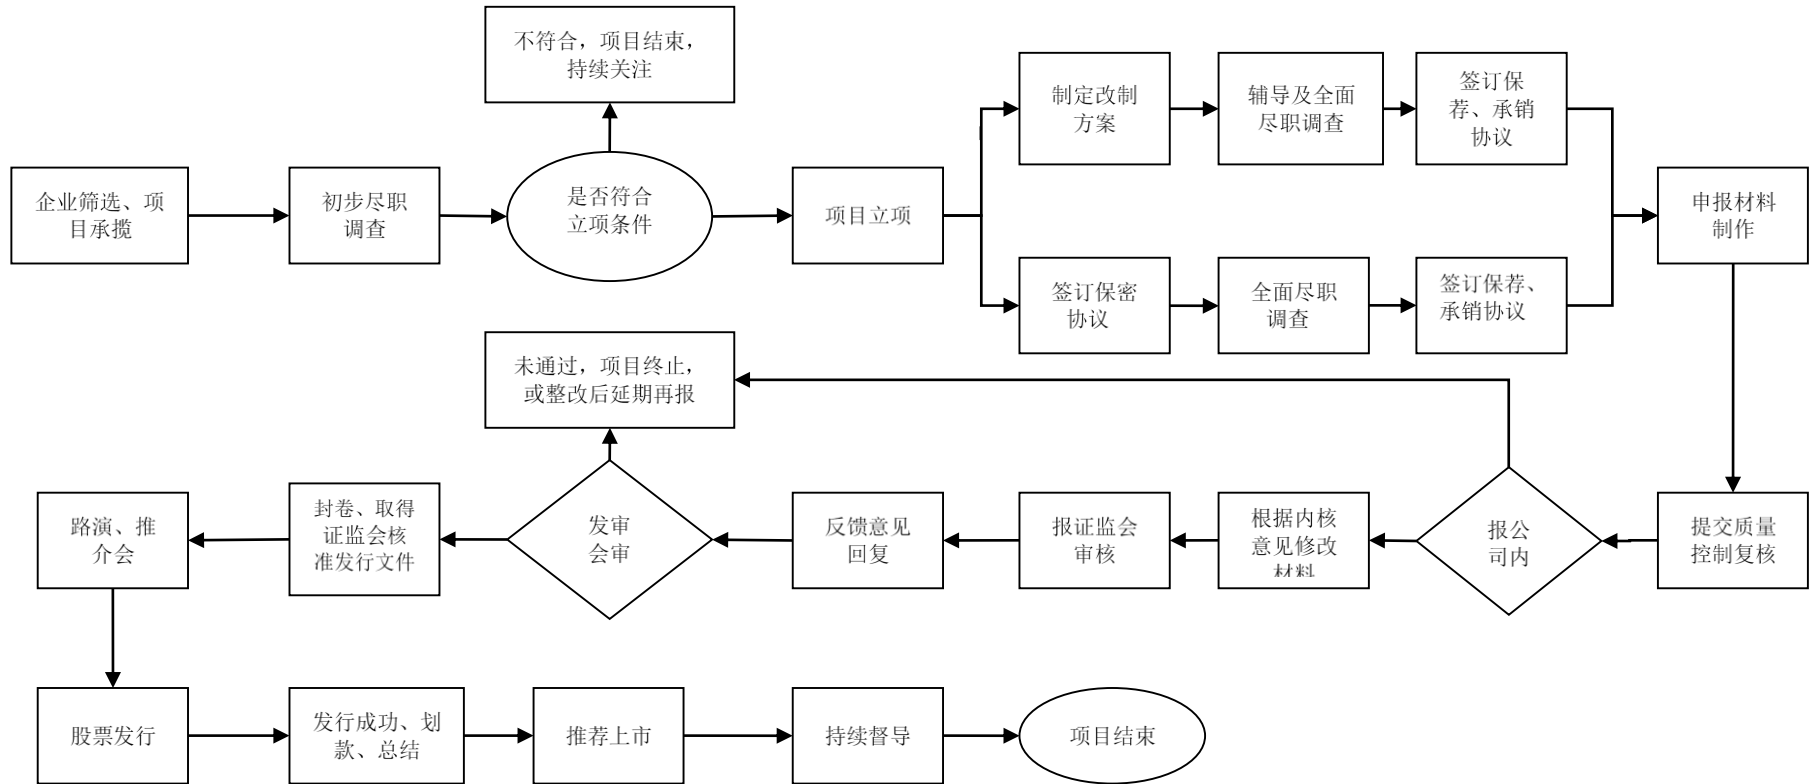 不符合，项目结束，
持续关注
制定改制
方案
辅导及全面
尽职调查
签订保
荐、承销
协议
企业筛选、项
目承揽
初步尽职
调查
是否符合
立项条件
项目立项
申报材料
制作
签订保密
协议
全面尽职
调查
签订保荐、
承销协议
未通过，项目终止，
或整改后延期再报
路演、推
介会
封卷、取得
证监会核
准发行文件
发审
会审
反馈意见
回复
报证监会
审核
根据内核
意见修改
材料
报公
司内
提交质量
控制复核
股票发行
发行成功、划
款、总结
推荐上市
持续督导
项目结束